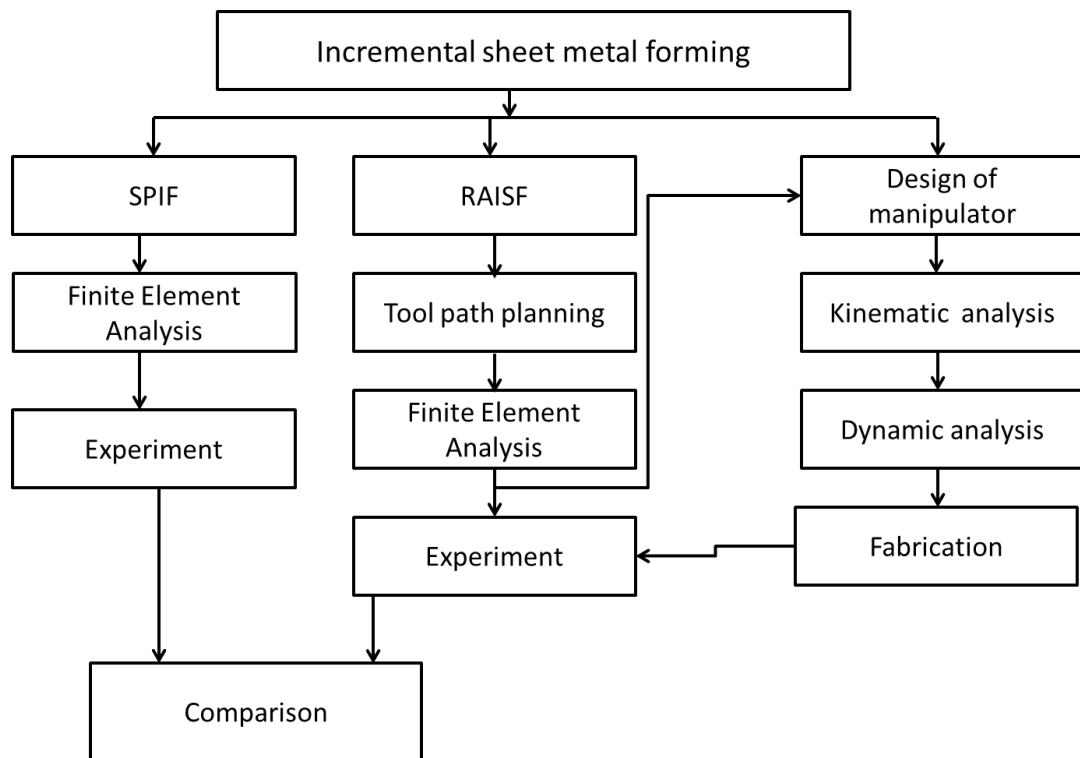 Incremental sheet metal forming
SPIF
RAISF
Design of
manipulator
Finite Element
Analysis
Tool path planning
Kinematic analysis
Experiment
Finite Element
Analysis
Dynamic analysis
Experiment
Fabrication
Comparison